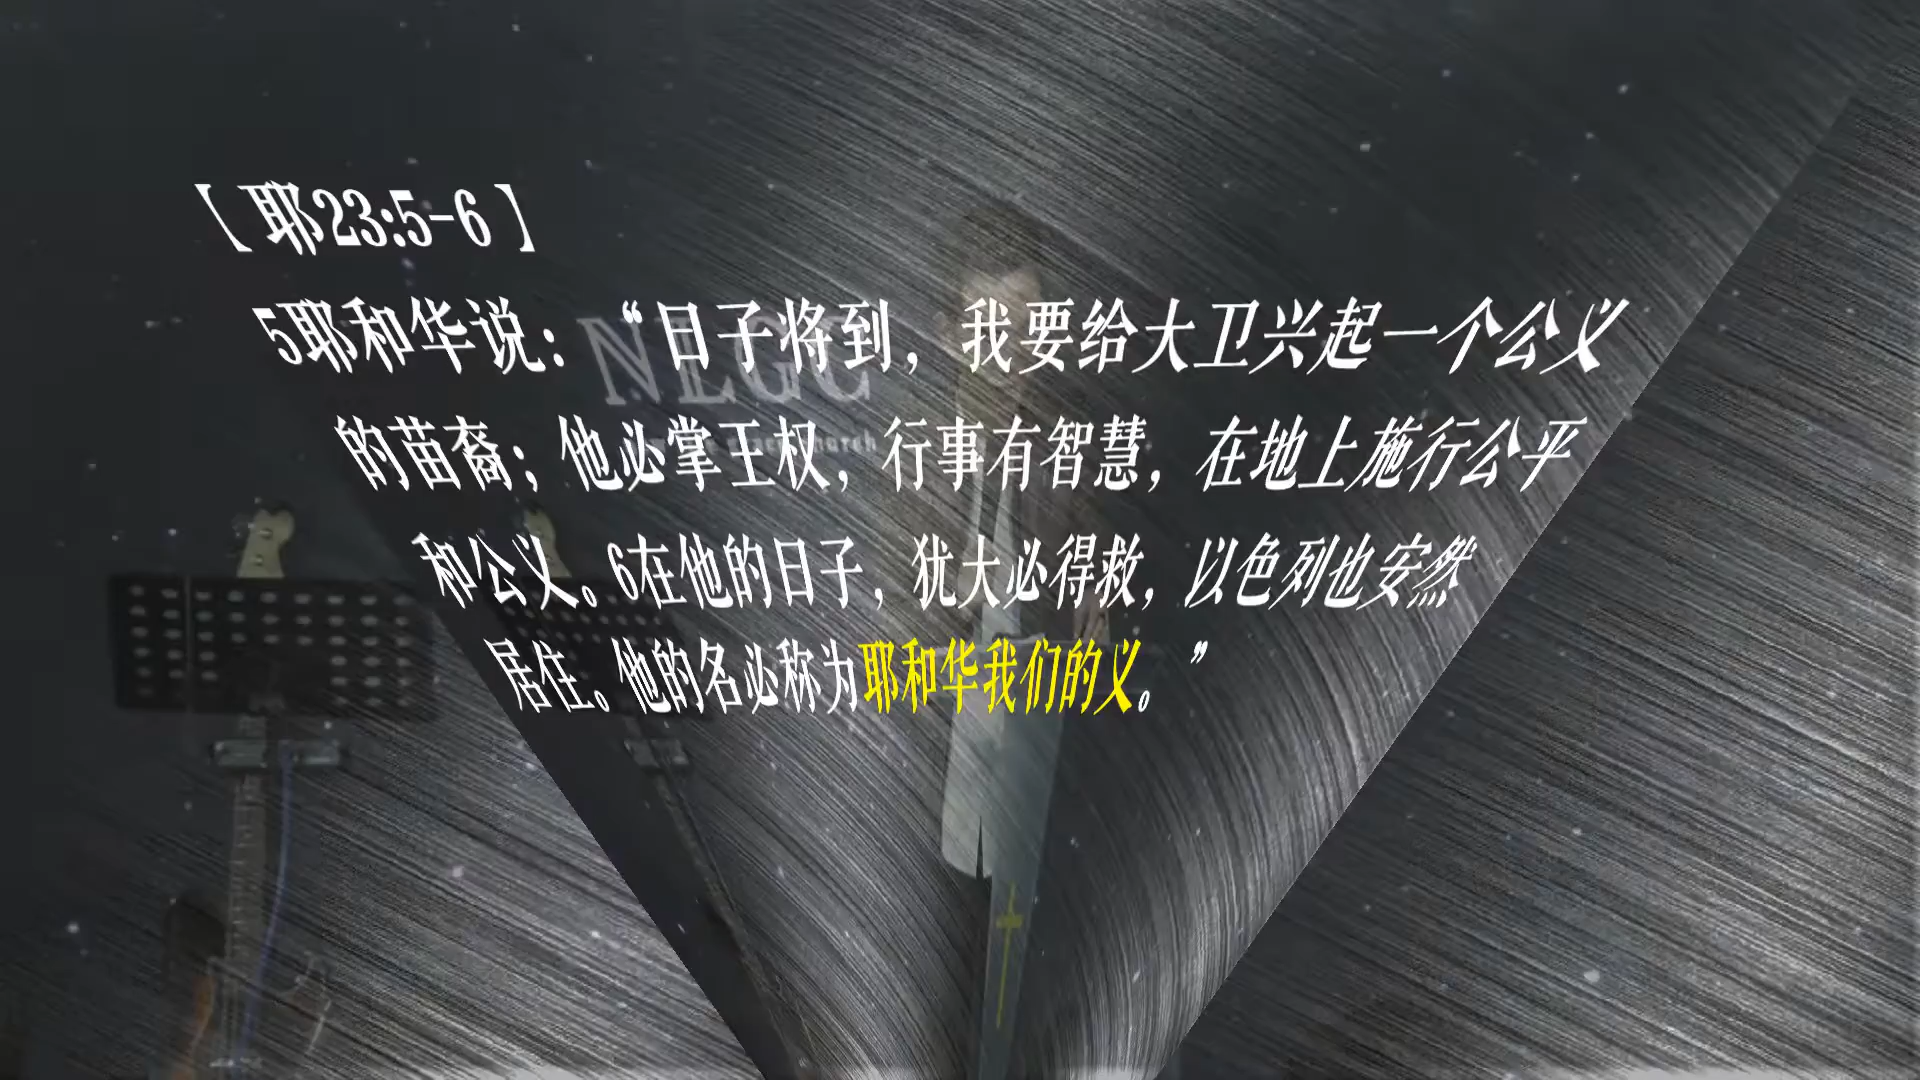 【耶23:5-6】
5耶和华说：“日子将到，我要给大卫兴起一个公义
的苗裔；他必掌王权，行事有智慧，在地上施行公平
和公义。6在他的日子，犹大必得救，以色列也安然
居住。他的名必称为耶和华我们的义。”
NEGC
church